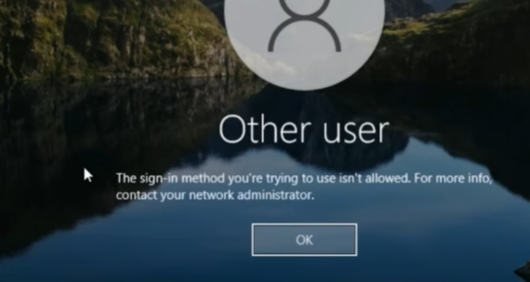 Other user
The sign-in method you're trying to use isn't allowed. For more info,
contact your network administrator.
OK